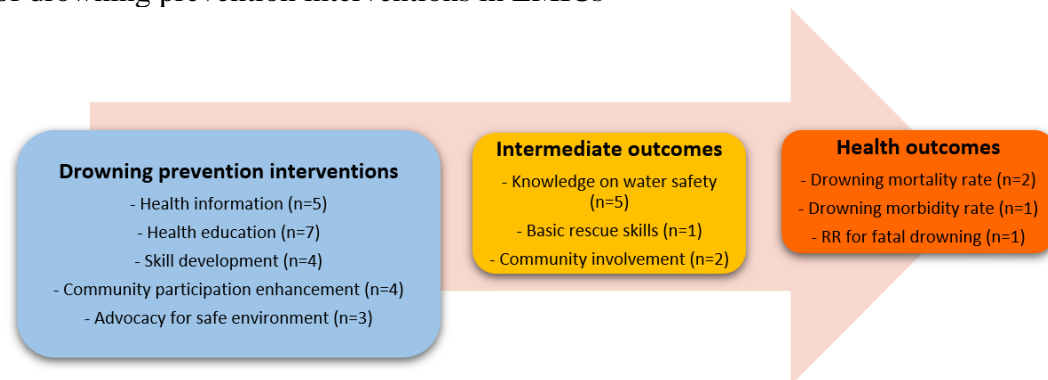 of drowning prevention interventions in LMICs
Drowning prevention interventions
- Health information (n=5)
- Health education (n=7)
- Skill development (n=4)
- Community participation enhancement (n=4)
- Advocacy for safe environment (n=3)
Intermediate outcomes
- Knowledge on water safety
(n=5)
- Basic rescue skills (n=1)
- Community involvement (n=2)
Health outcomes
- Drowning mortality rate (n=2)
- Drowning morbidity rate (n=1)
- RR for fatal drowning (n=1)